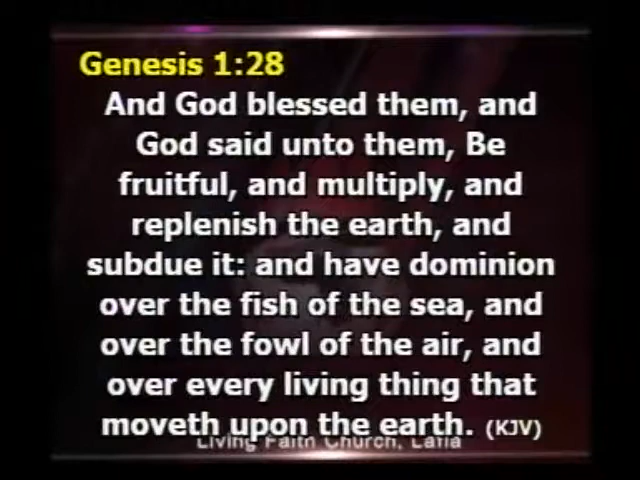 Genesis 1:28
And God blessed them, and
God said unto them, Be
fruitful, and multiply, and
replenish the earth, and
subdue it: and have dominion
over the fish of the sea, and
over the fowl of the air, and
over every living thing that
moveth upon the earth. (KJV)
Living Faith Church, Lafia